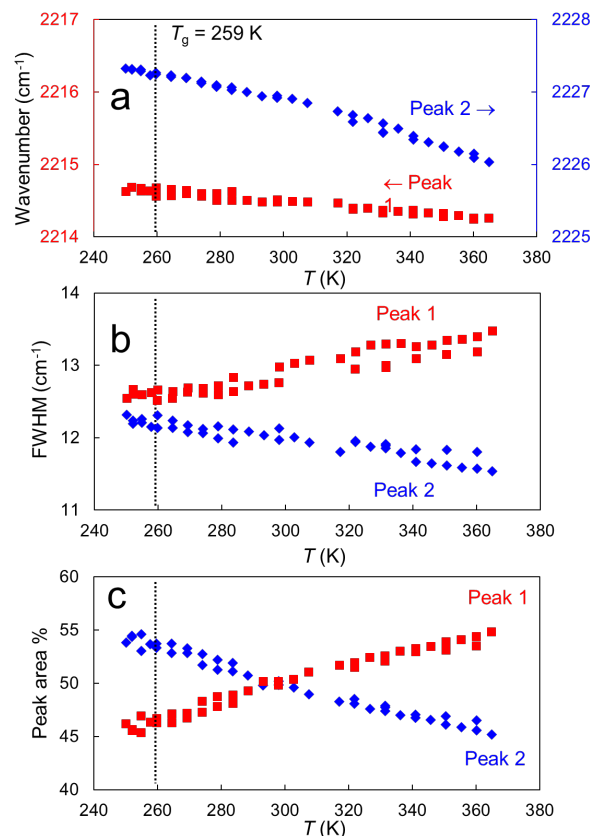 2217
2216
2215
2214
2228
2227
2226
2225
Wavenumber (cm⁻¹)
Tg = 259 K
a
Peak 2 →
← Peak
1
240 260 280 300 320 340 360 380
T (K)
14
13
12
11
FWHM (cm⁻¹)
b
Peak 1
Peak 2
240 260 280 300 320 340 360 380
T (K)
60
55
50
45
40
Peak area %
c
Peak 1
Peak 2
240 260 280 300 320 340 360 380
T (K)